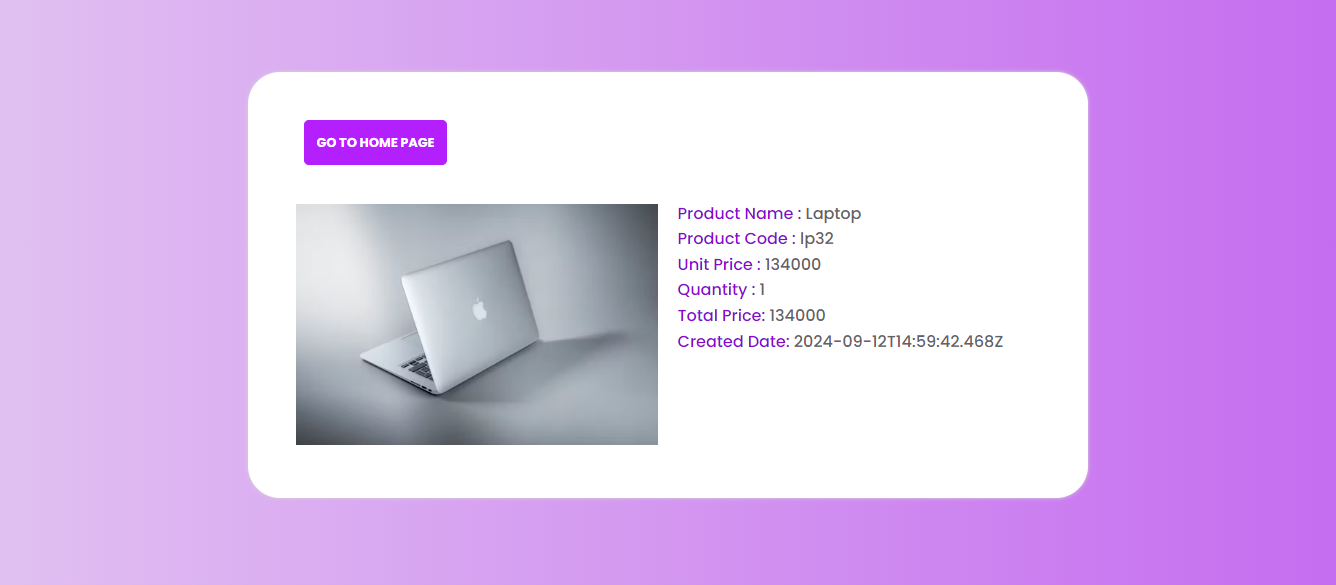 GO TO HOME PAGE
Product Name : Laptop
Product Code : lp32
Unit Price : 134000
Quantity : 1
Total Price: 134000
Created Date: 2024-09-12T14:59:42.468Z